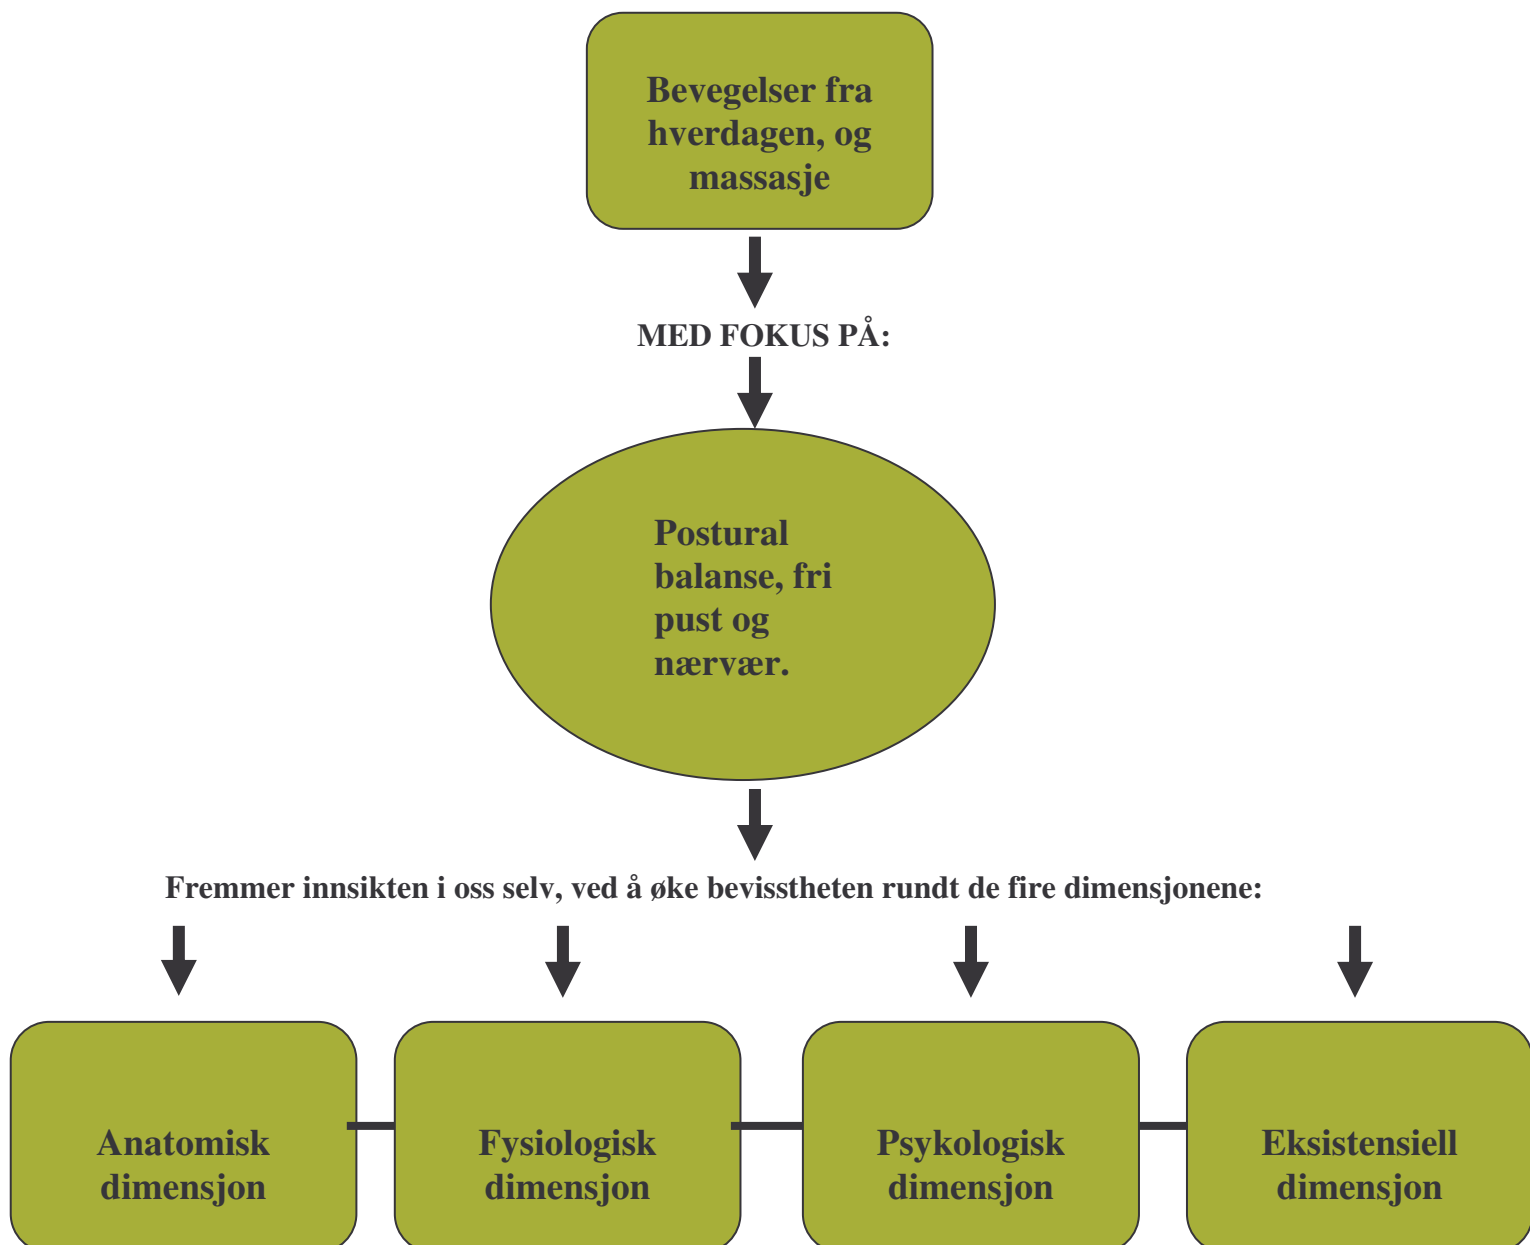 Bevegelser fra
hverdagen, og
massasje
MED FOKUS PÅ:
Postural
balanse, fri
pust og
nærvær.
Fremmer innsikten i oss selv, ved å øke bevisstheten rundt de fire dimensjonene:
Anatomisk
dimensjon
Fysiologisk
dimensjon
Psykologisk
dimensjon
Eksistensiell
dimensjon